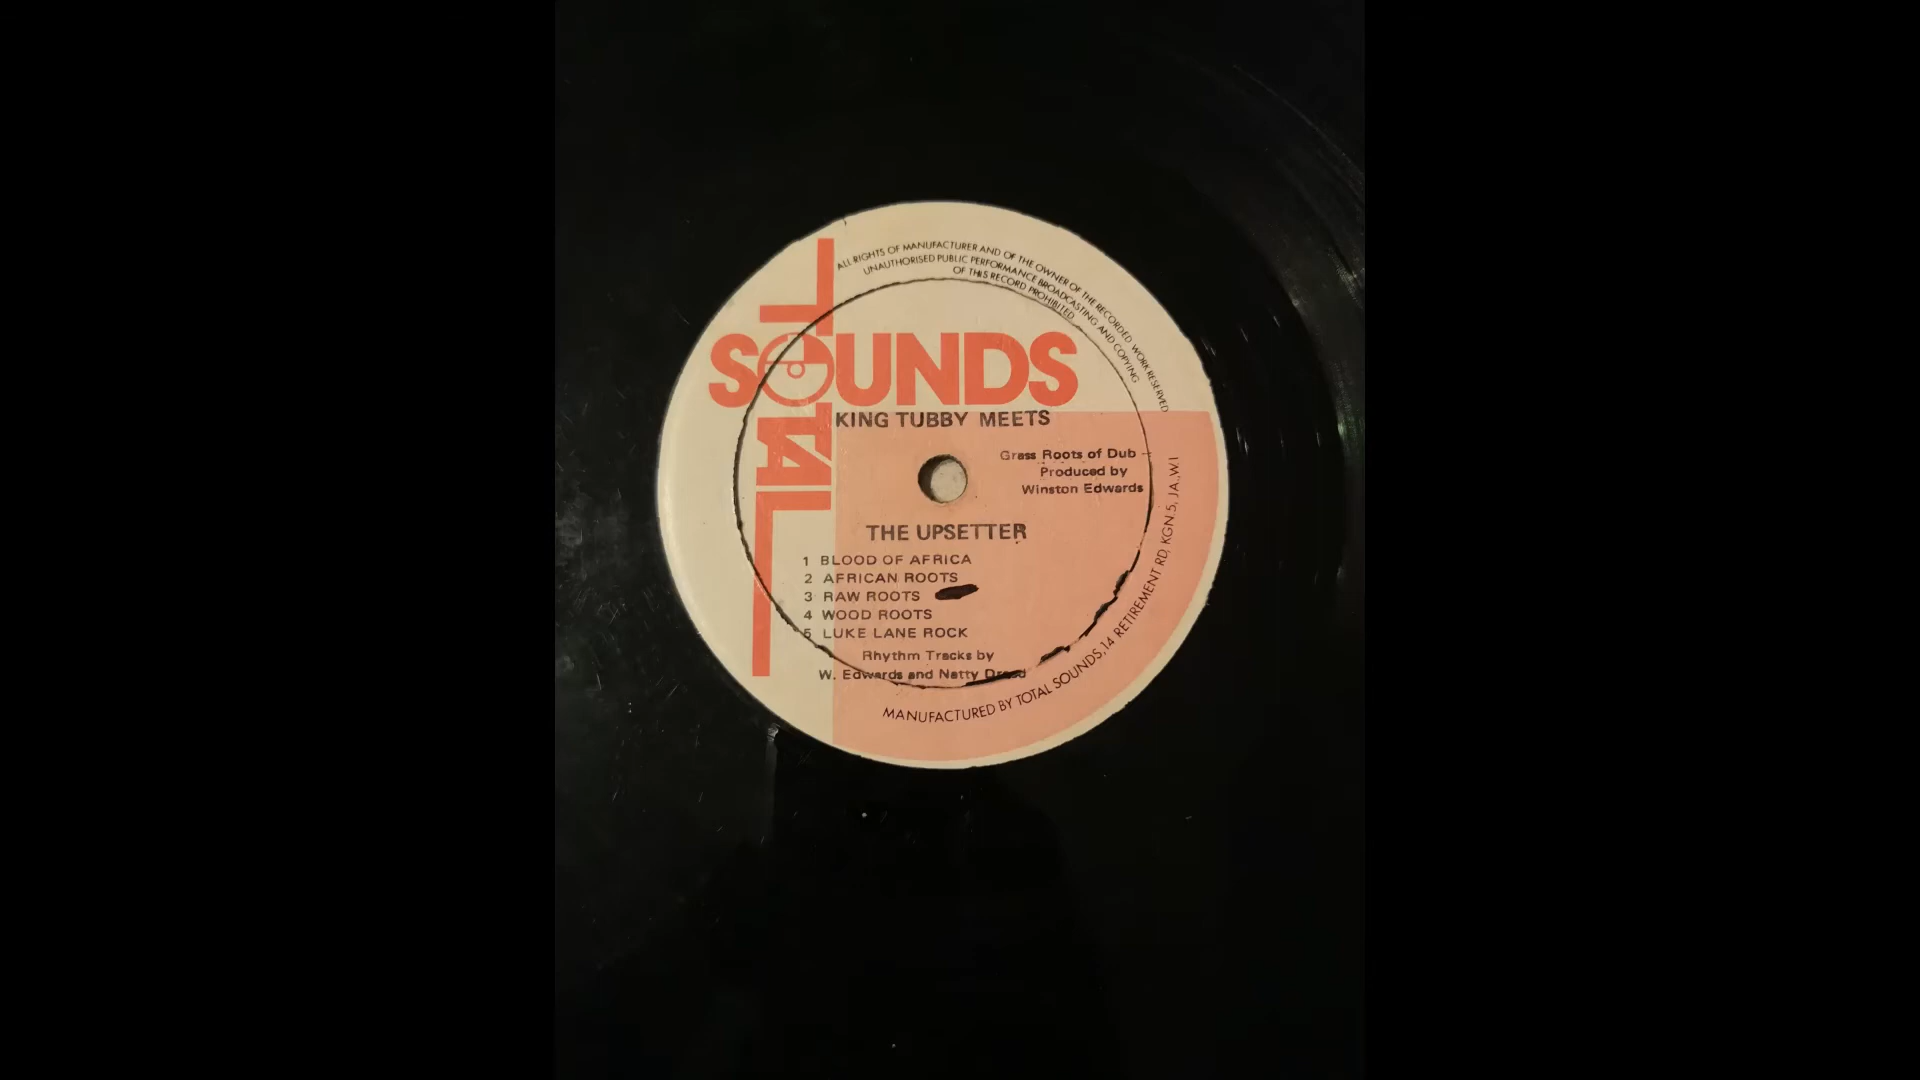 ALL RIGHTS OF MANUFACTURER AND OF THE OWNER OF THE RECORDED WORK RESERVED
UNAUTHORISED PUBLIC PERFORMANCE BROADCASTING AND COPYING
OF THIS RECORD PROHIBITED
TOTAL
SOUNDS
KING TUBBY MEETS
Grass Roots of Dub
Produced by
Winston Edwards
THE UPSETTER
1 BLOOD OF AFRICA
2 AFRICAN ROOTS
3 RAW ROOTS
4 WOOD ROOTS
5 LUKE LANE ROCK
Rhythm Tracks by
W. Edwards and Natty Dread
MANUFACTURED BY TOTAL SOUNDS, 14 RETIREMENT RD, KGN.5, JA., W.I